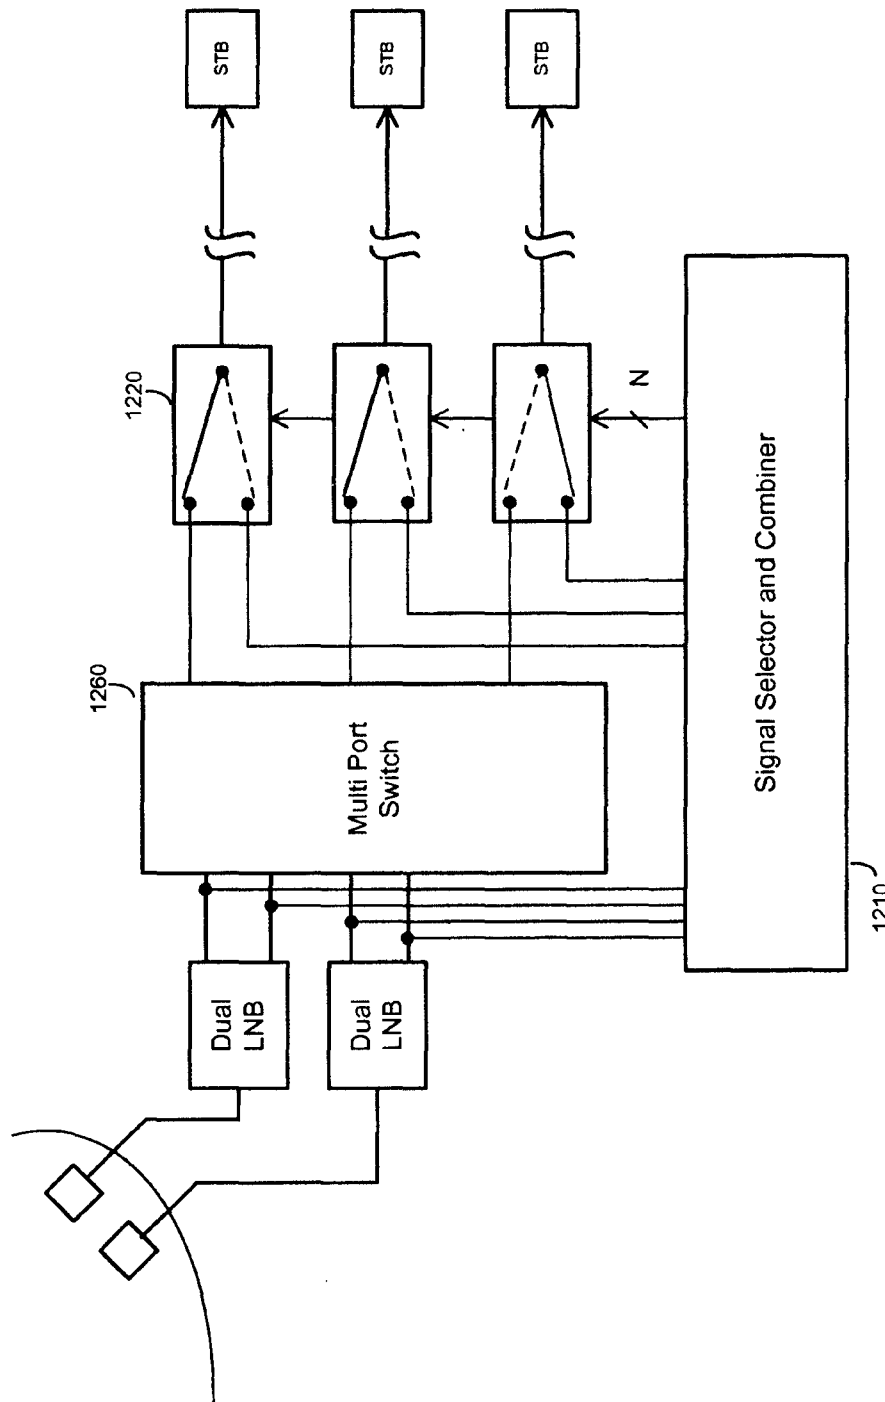 STB
STB
STB
1220
N
1260
Multi Port
Switch
Signal Selector and Combiner
1210
Dual
LNB
Dual
LNB